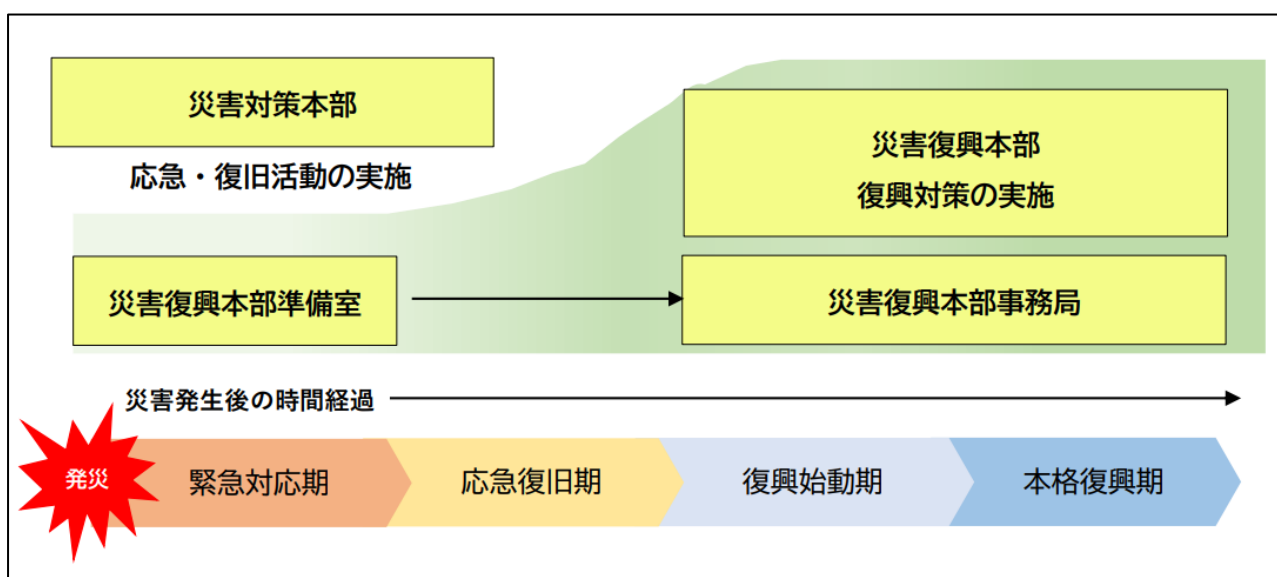 災害対策本部
応急・復旧活動の実施
災害復興本部
復興対策の実施
災害復興本部準備室
災害復興本部事務局
災害発生後の時間経過
発災
緊急対応期
応急復旧期
復興始動期
本格復興期